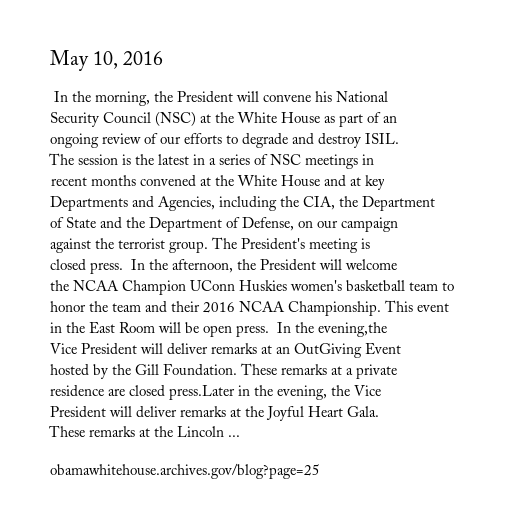 May 10, 2016
In the morning, the President will convene his National
Security Council (NSC) at the White House as part of an
ongoing review of our efforts to degrade and destroy ISIL.
The session is the latest in a series of NSC meetings in
recent months convened at the White House and at key
Departments and Agencies, including the CIA, the Department
of State and the Department of Defense, on our campaign
against the terrorist group. The President's meeting is
closed press.  In the afternoon, the President will welcome
the NCAA Champion UConn Huskies women's basketball team to
honor the team and their 2016 NCAA Championship. This event
in the East Room will be open press.  In the evening,the
Vice President will deliver remarks at an OutGiving Event
hosted by the Gill Foundation. These remarks at a private
residence are closed press.Later in the evening, the Vice
President will deliver remarks at the Joyful Heart Gala.
These remarks at the Lincoln ...
obamawhitehouse.archives.gov/blog?page=25